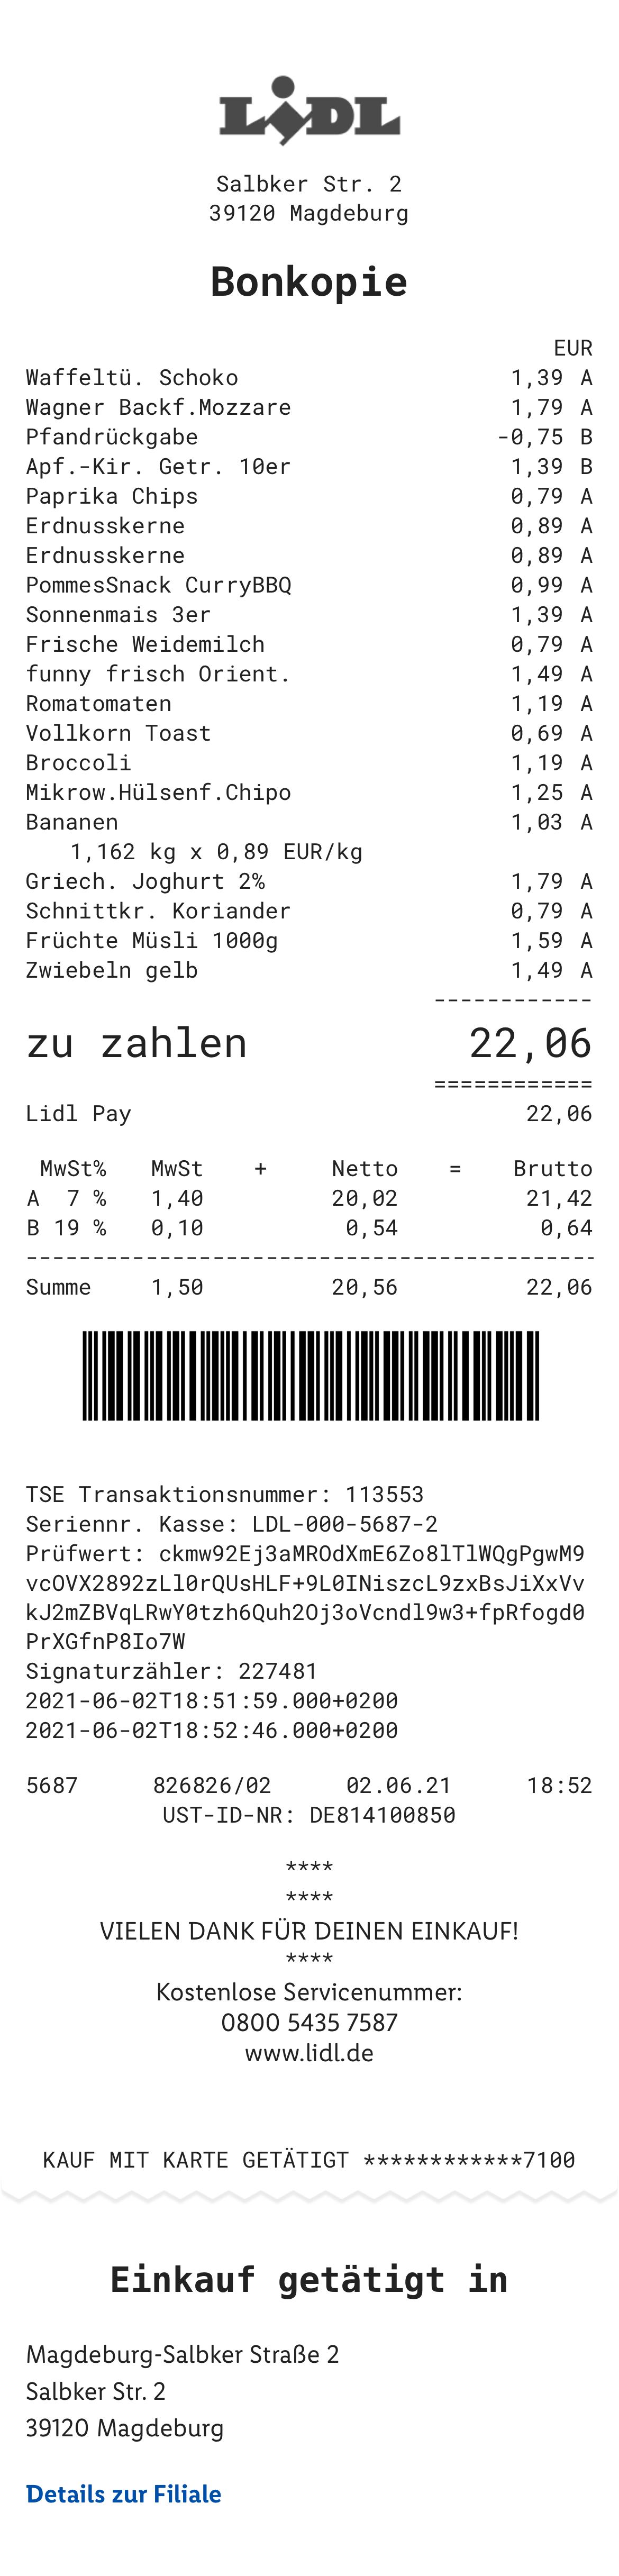 LIDL
Salbker Str. 2
39120 Magdeburg
Bonkopie
EUR
Waffeltü. Schoko 1,39 A
Wagner Backf.Mozzare 1,79 A
Pfandrückgabe -0,75 B
Apf.-Kir. Getr. 10er 1,39 B
Paprika Chips 0,79 A
Erdnusskerne 0,89 A
Erdnusskerne 0,89 A
PommesSnack CurryBBQ 0,99 A
Sonnenmais 3er 1,39 A
Frische Weidemilch 0,79 A
funny frisch Orient. 1,49 A
Romatomaten 1,19 A
Vollkorn Toast 0,69 A
Broccoli 1,19 A
Mikrow.Hülsenf.Chipo 1,25 A
Bananen 1,03 A
1,162 kg x 0,89 EUR/kg
Griech. Joghurt 2% 1,79 A
Schnittkr. Koriander 0,79 A
Früchte Müsli 1000g 1,59 A
Zwiebeln gelb 1,49 A
------------
zu zahlen 22,06
============
Lidl Pay 22,06
MwSt% MwSt + Netto = Brutto
A 7 % 1,40 20,02 21,42
B 19 % 0,10 0,54 0,64
-------------------------------------------
Summe 1,50 20,56 22,06
TSE Transaktionsnummer: 113553
Seriennr. Kasse: LDL-000-5687-2
Prüfwert: ckmw92Ej3aMROdXmE6Zo8lTlWQgPgwM9
vcOVX2892zLl0rQUsHLF+9L0INiszcL9zxBsJiXxVv
kJ2mZBVqLRwY0tzh6Quh2Oj3oVcndl9w3+fpRfogd0
PrXGfnP8Io7W
Signaturzähler: 227481
2021-06-02T18:51:59.000+0200
2021-06-02T18:52:46.000+0200
5687 826826/02 02.06.21 18:52
UST-ID-NR: DE814100850
****
****
VIELEN DANK FÜR DEINEN EINKAUF!
****
Kostenlose Servicenummer:
0800 5435 7587
www.lidl.de
KAUF MIT KARTE GETÄTIGT ************7100
Einkauf getätigt in
Magdeburg-Salbker Straße 2
Salbker Str. 2
39120 Magdeburg
Details zur Filiale